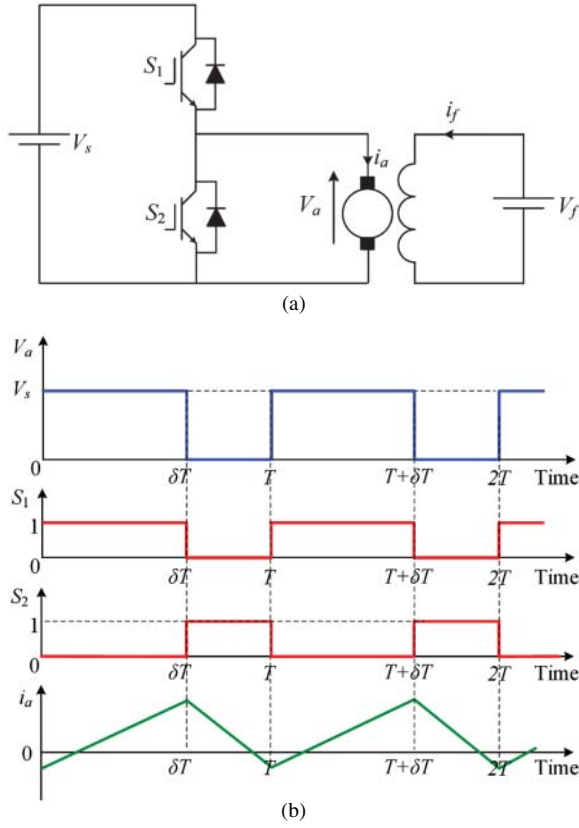 S1
Vs
S2
Va
ia
if
Vf
(a)
Va
Vs
0
δT T T+δT 2T Time
S1
1
0
δT T T+δT 2T Time
S2
1
0
δT T T+δT 2T Time
ia
0
δT T T+δT 2T Time
(b)